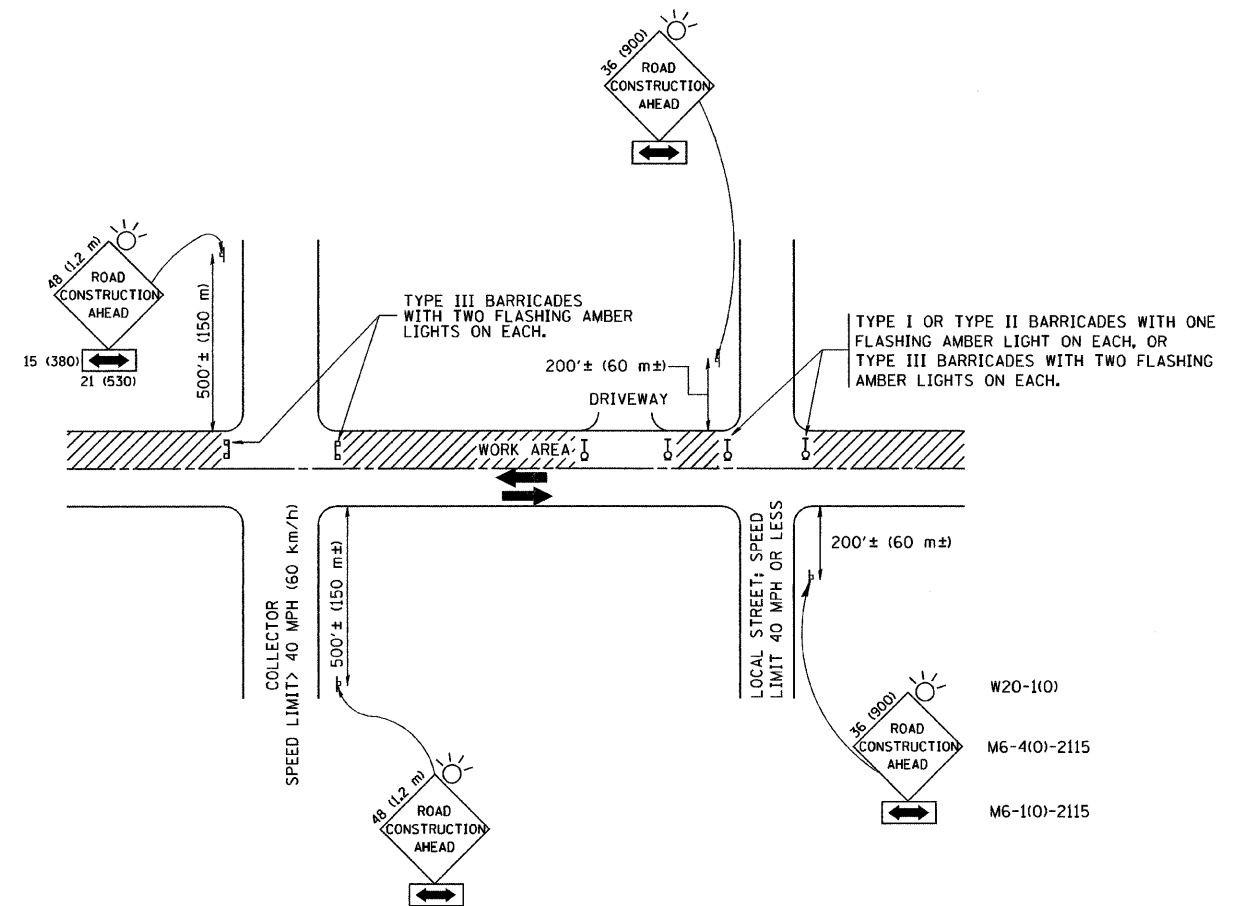 36 (900)
ROAD
CONSTRUCTION
AHEAD
48 (1.2 m)
ROAD
CONSTRUCTION
AHEAD
15 (380)
21 (530)
500'± (150 m)
TYPE III BARRICADES
WITH TWO FLASHING AMBER
LIGHTS ON EACH.
200'± (60 m±)
DRIVEWAY
TYPE I OR TYPE II BARRICADES WITH ONE
FLASHING AMBER LIGHT ON EACH, OR
TYPE III BARRICADES WITH TWO FLASHING
AMBER LIGHTS ON EACH.
WORK AREA
COLLECTOR
SPEED LIMIT> 40 MPH (60 km/h)
500'± (150 m±)
LOCAL STREET; SPEED
LIMIT 40 MPH OR LESS
200'± (60 m±)
48 (1.2 m)
ROAD
CONSTRUCTION
AHEAD
36 (900)
ROAD
CONSTRUCTION
AHEAD
W20-1(O)
M6-4(O)-2115
M6-1(O)-2115